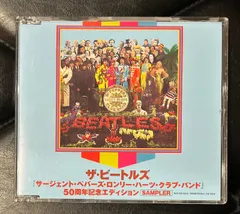 BEATLES
ザ・ビートルズ
『サージェント・ペパーズ・ロンリー・ハーツ・クラブ・バンド』
50周年記念エディション [SAMPLER]